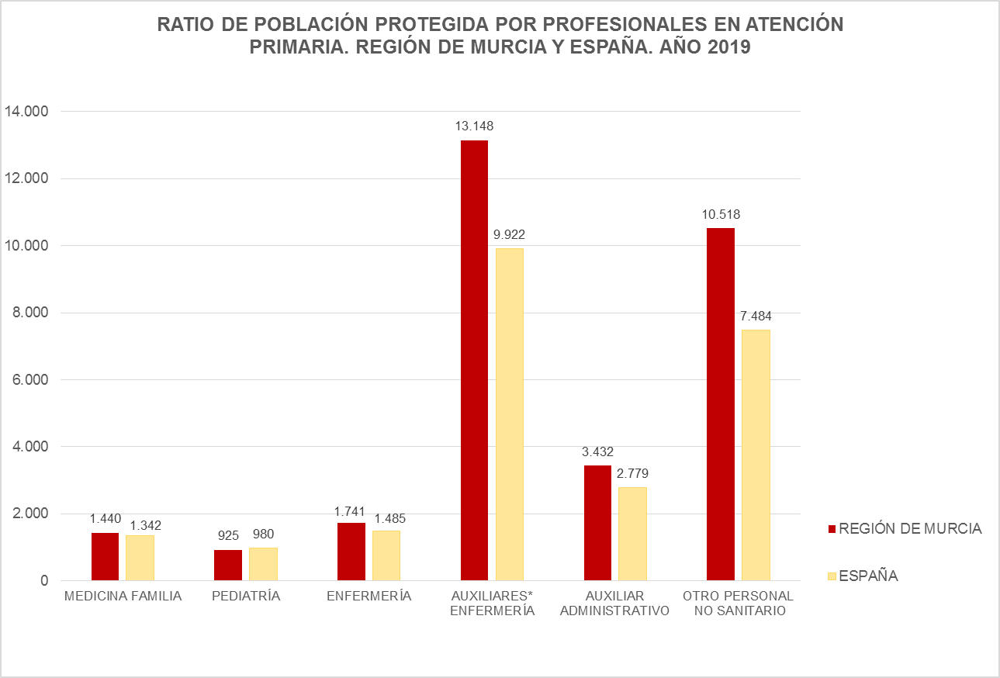 RATIO DE POBLACIÓN PROTEGIDA POR PROFESIONALES EN ATENCIÓN
PRIMARIA. REGIÓN DE MURCIA Y ESPAÑA. AÑO 2019
14.000
12.000
10.000
8.000
6.000
4.000
2.000
0
1.440
1.342
925
980
1.741
1.485
13.148
9.922
3.432
2.779
10.518
7.484
MEDICINA FAMILIA
PEDIATRÍA
ENFERMERÍA
AUXILIARES*
ENFERMERÍA
AUXILIAR
ADMINISTRATIVO
OTRO PERSONAL
NO SANITARIO
REGIÓN DE MURCIA
ESPAÑA